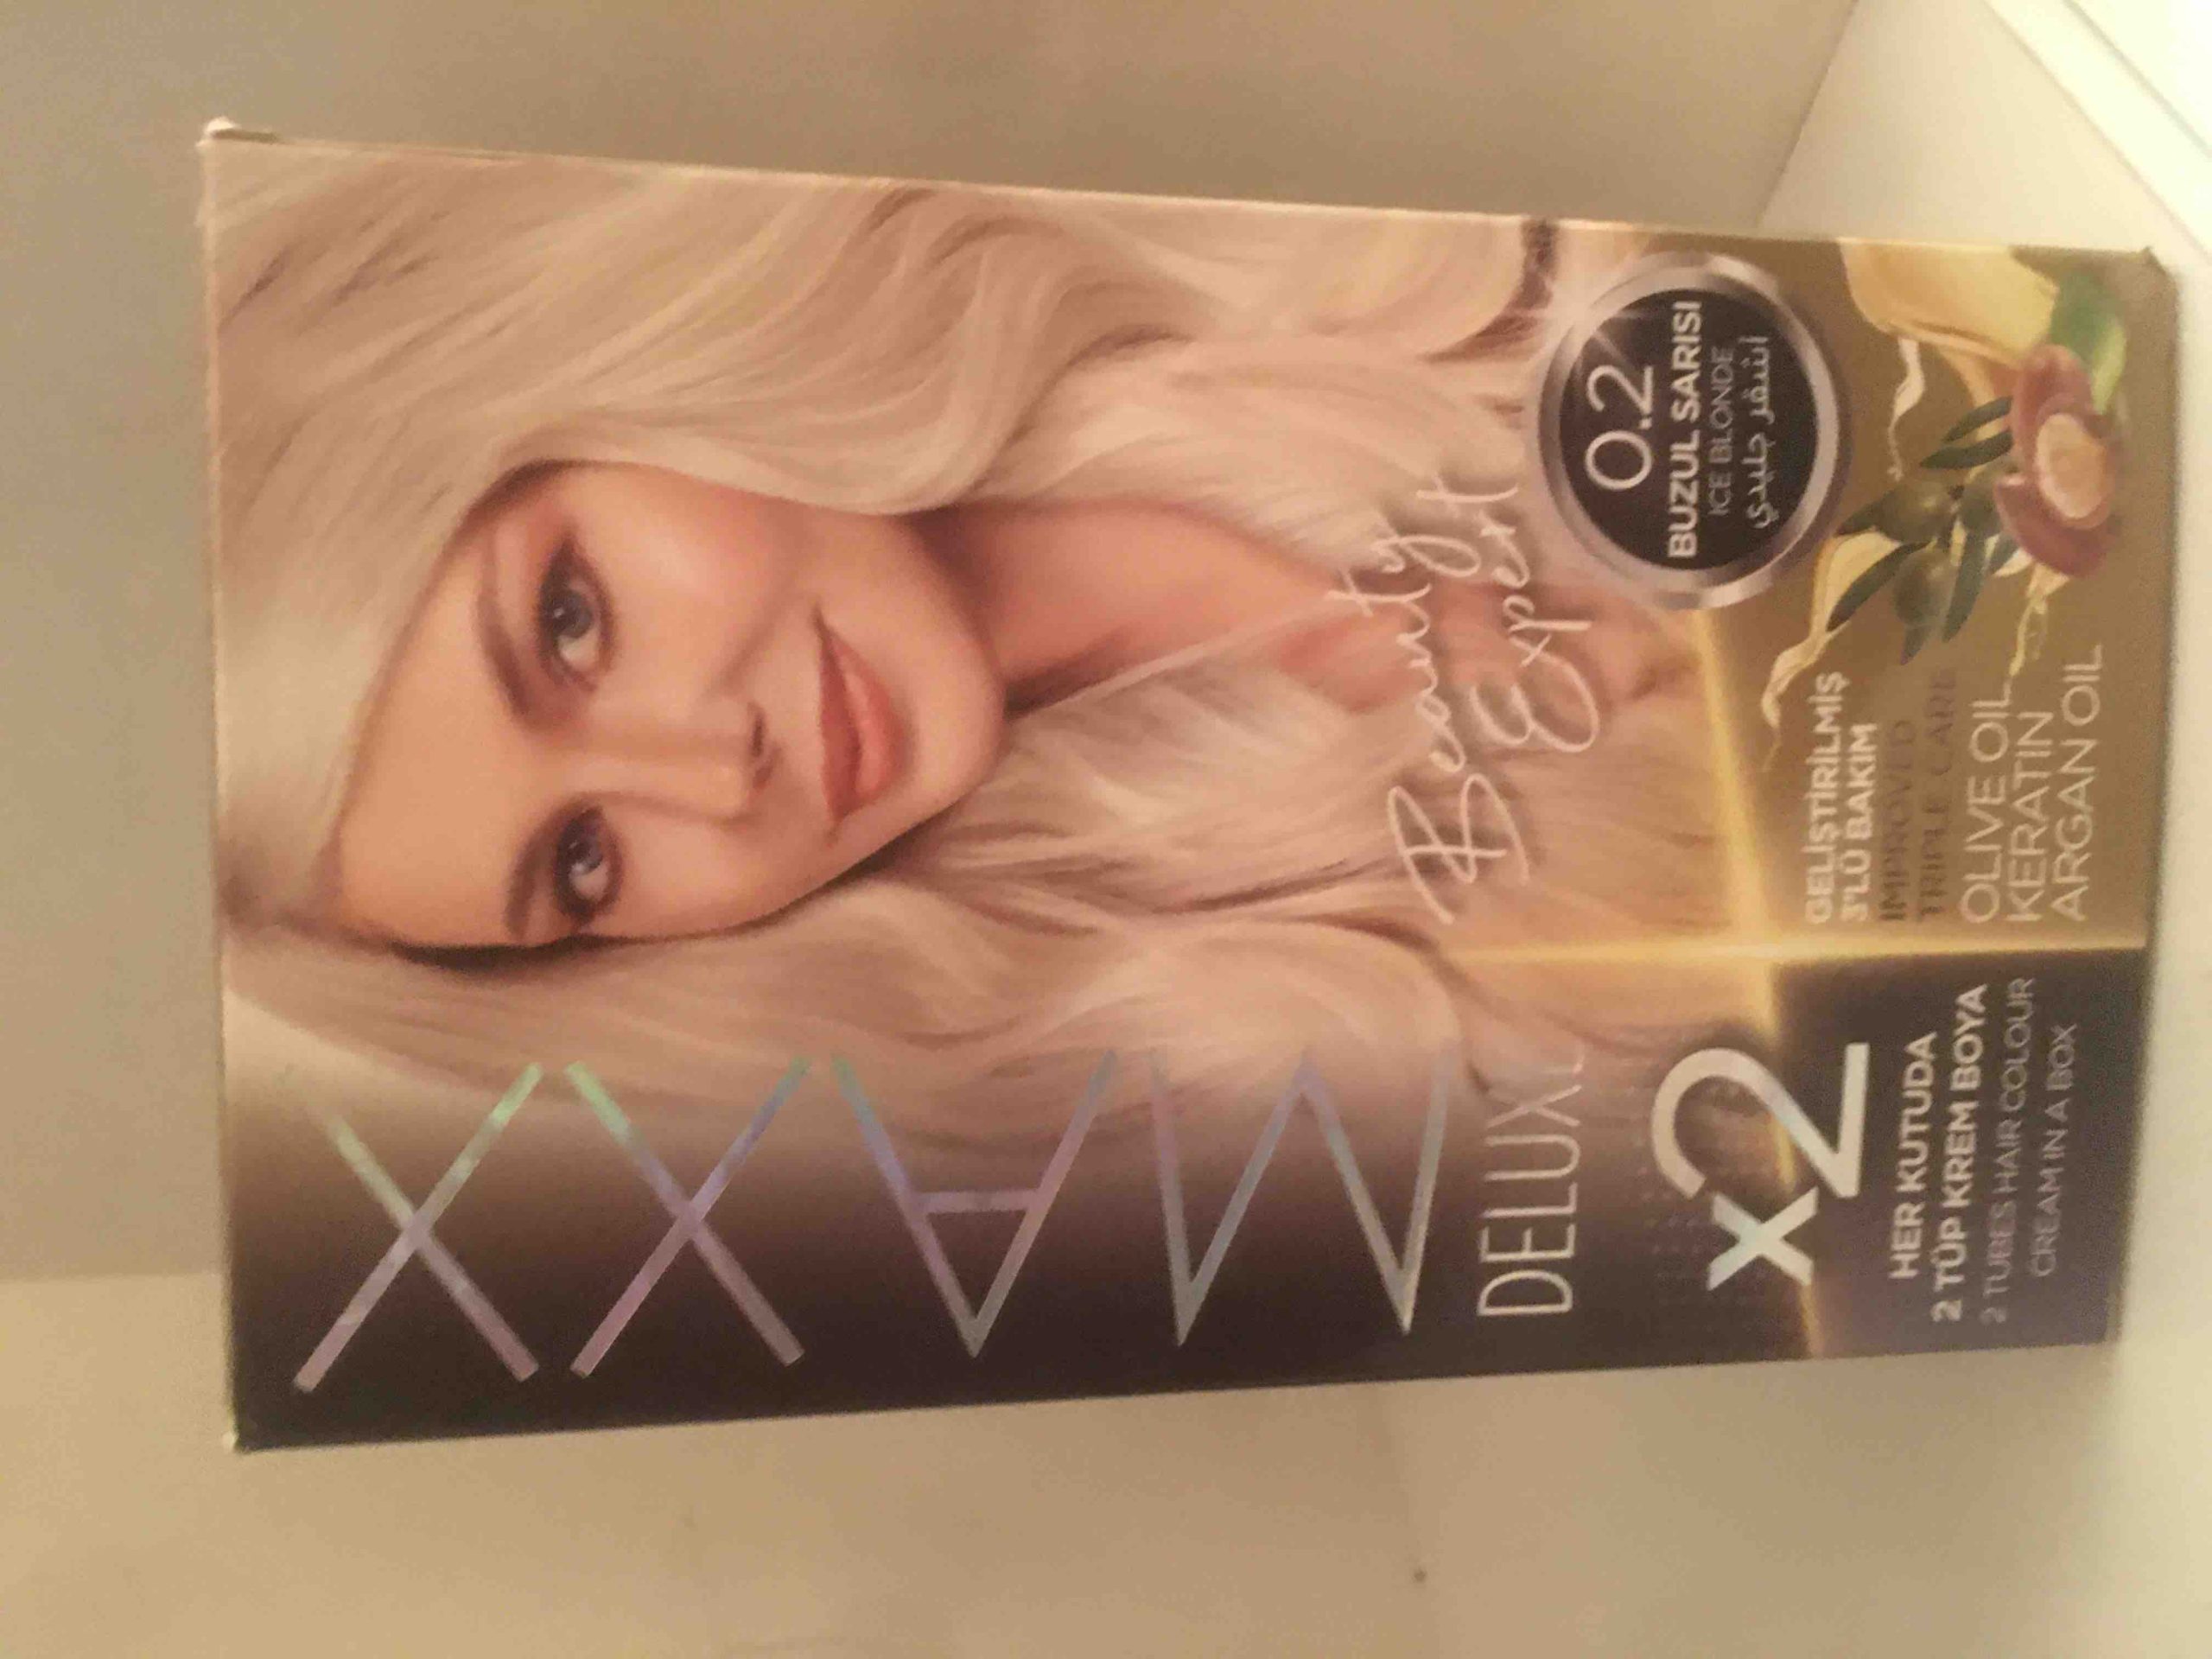 MAXX
DELUXE
Beauty
Expert
0.2
BUZUL SARISI
ICE BLONDE
أشقر جليدي
x2
HER KUTUDA
2 TÜP KREM BOYA
2 TUBES HAIR COLOUR
CREAM IN A BOX
GELİŞTİRİLMİŞ
3'LÜ BAKIM
IMPROVED
TRIPLE CARE
OLIVE OIL
KERATIN
ARGAN OIL